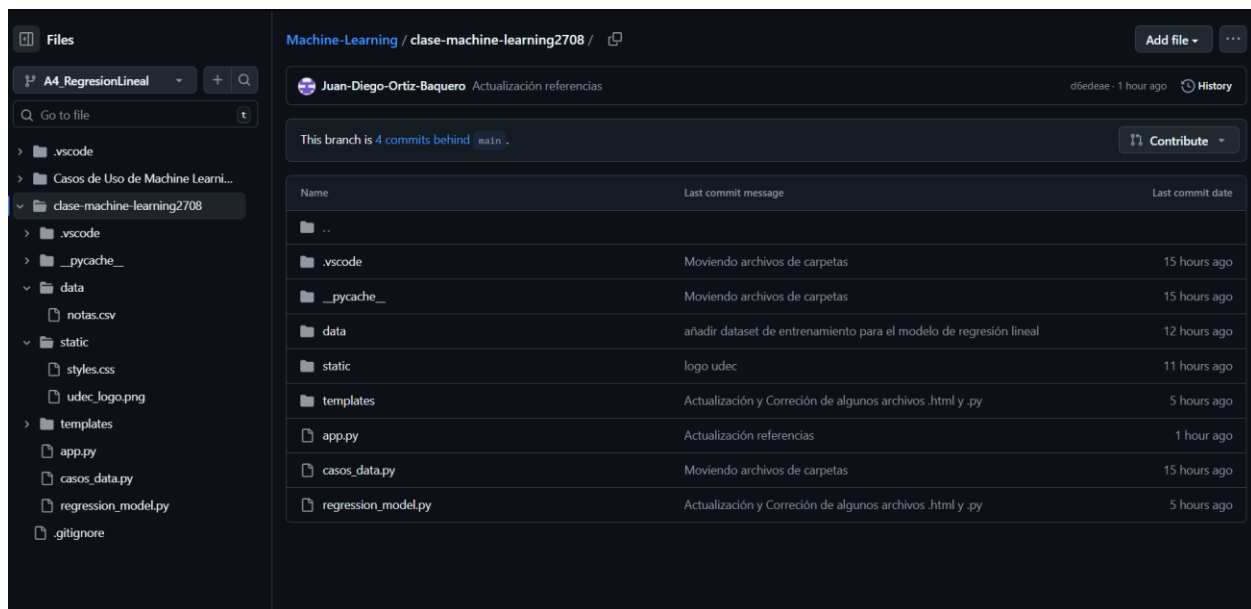 Files
A4_RegresionLineal
Go to file
t
.vscode
Casos de Uso de Machine Learni...
clase-machine-learning2708
.vscode
__pycache__
data
notas.csv
static
styles.css
udec_logo.png
templates
app.py
casos_data.py
regression_model.py
.gitignore
Machine-Learning / clase-machine-learning2708 /
Add file
Juan-Diego-Ortiz-Baquero Actualización referencias d6edeae · 1 hour ago History
This branch is 4 commits behind main .
Contribute
Name Last commit message Last commit date
..
.vscode Moviendo archivos de carpetas 15 hours ago
__pycache__ Moviendo archivos de carpetas 15 hours ago
data añadir dataset de entrenamiento para el modelo de regresión lineal 12 hours ago
static logo udec 11 hours ago
templates Actualización y Correción de algunos archivos .html y .py 5 hours ago
app.py Actualización referencias 1 hour ago
casos_data.py Moviendo archivos de carpetas 15 hours ago
regression_model.py Actualización y Correción de algunos archivos .html y .py 5 hours ago